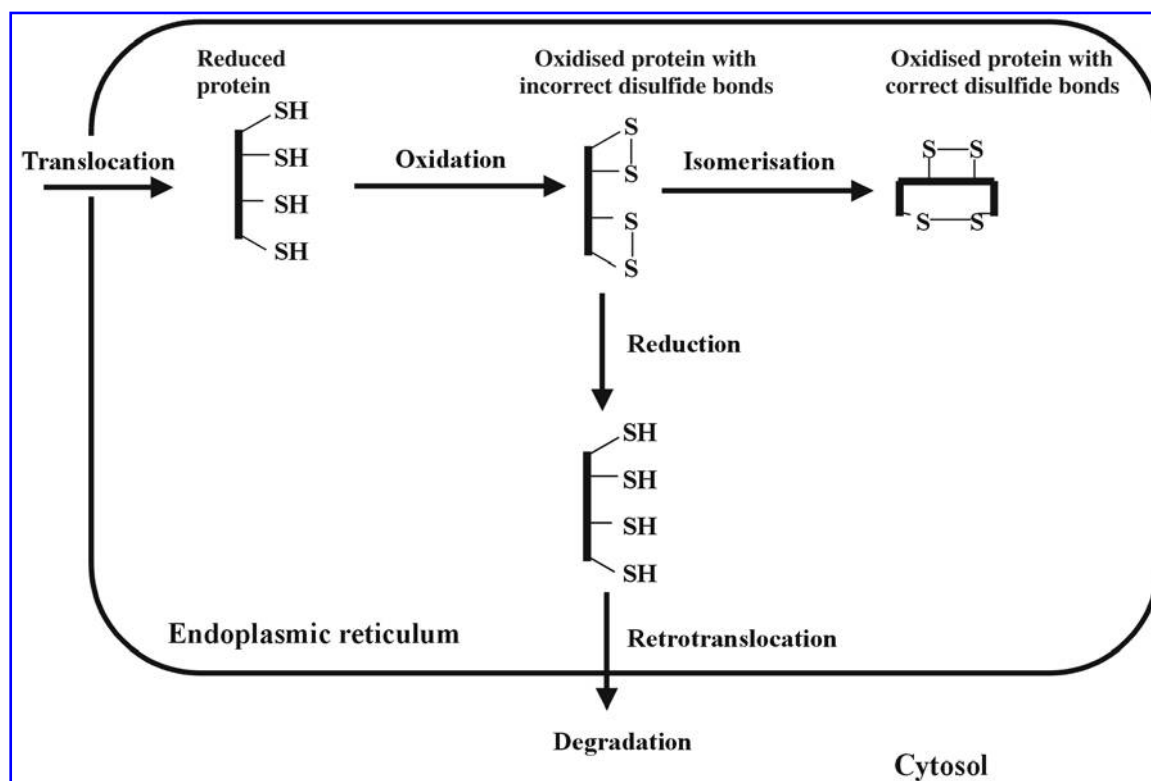 Reduced
protein
Oxidised protein with
incorrect disulfide bonds
Oxidised protein with
correct disulfide bonds
Translocation
SH
SH
SH
SH
Oxidation
S
S
S
S
Isomerisation
S S
S S
Reduction
SH
SH
SH
SH
Endoplasmic reticulum
Retrotranslocation
Degradation
Cytosol